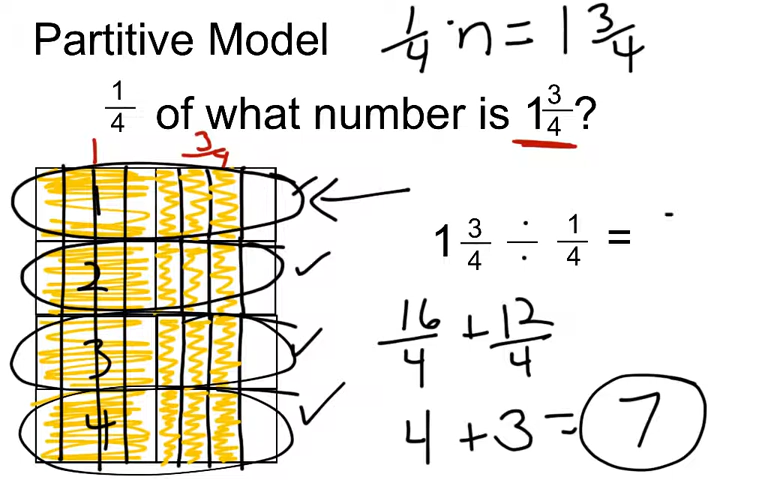 Partitive Model 1/4 · n = 1 3/4
1/4 of what number is 1 3/4?
1 3/4
1
2
3
4
1 3/4 ÷ 1/4 =
16/4 + 12/4
4 + 3 = 7